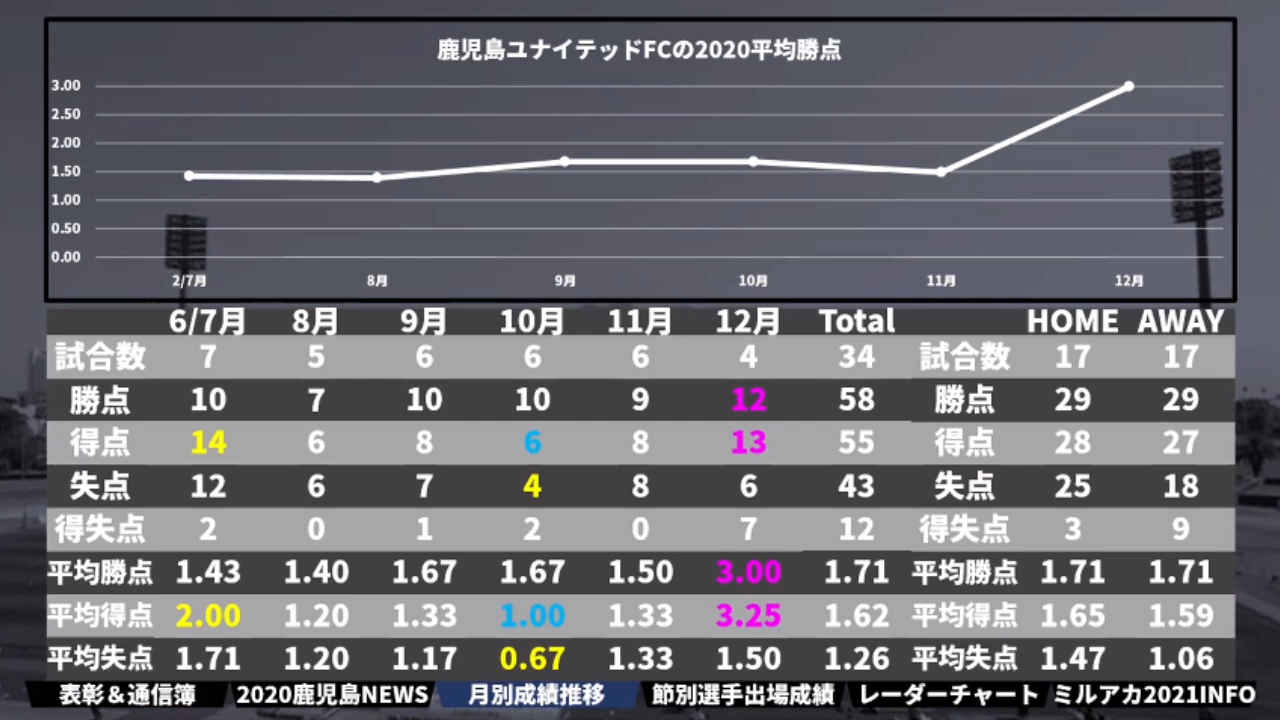 鹿児島ユナイテッドFCの2020平均勝点
3.00
2.50
2.00
1.50
1.00
0.50
0.00
2/7月 8月 9月 10月 11月 12月
6/7月 8月 9月 10月 11月 12月 Total HOME AWAY
試合数 7 5 6 6 6 4 34 試合数 17 17
勝点 10 7 10 10 9 12 58 勝点 29 29
得点 14 6 8 6 8 13 55 得点 28 27
失点 12 6 7 4 8 6 43 失点 25 18
得失点 2 0 1 2 0 7 12 得失点 3 9
平均勝点 1.43 1.40 1.67 1.67 1.50 3.00 1.71 平均勝点 1.71 1.71
平均得点 2.00 1.20 1.33 1.00 1.33 3.25 1.62 平均得点 1.65 1.59
平均失点 1.71 1.20 1.17 0.67 1.33 1.50 1.26 平均失点 1.47 1.06
表彰＆通信簿 2020鹿児島NEWS 月別成績推移 節別選手出場成績 レーダーチャート ミルアカ2021INFO